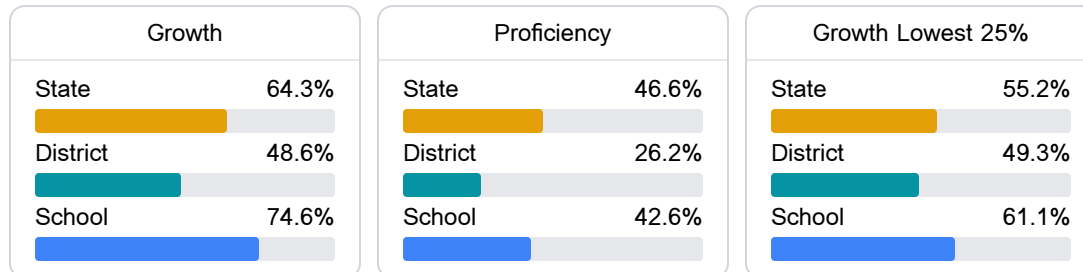 Growth
State 64.3%
District 48.6%
School 74.6%
Proficiency
State 46.6%
District 26.2%
School 42.6%
Growth Lowest 25%
State 55.2%
District 49.3%
School 61.1%